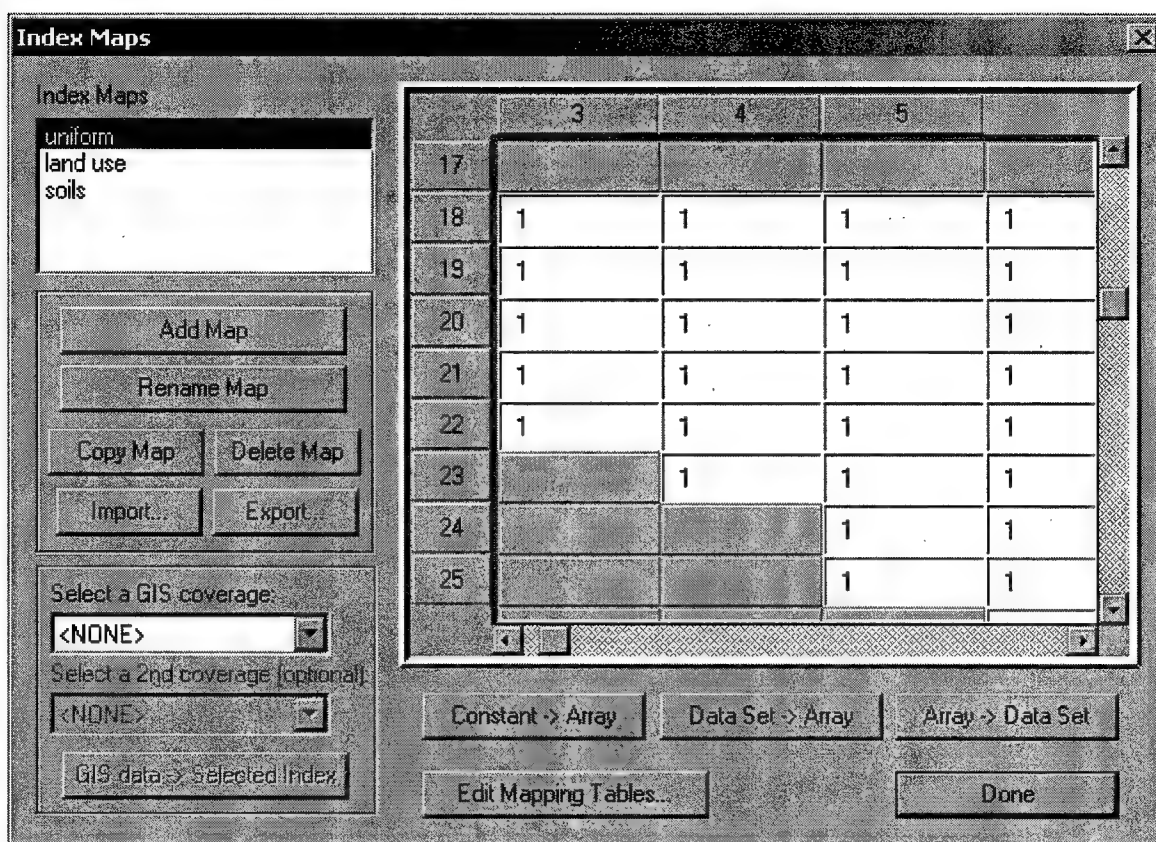 Index Maps
Index Maps
uniform
land use
soils
Add Map
Rename Map
Copy Map Delete Map
Import... Export...
Select a GIS coverage:
<NONE>
Select a 2nd coverage (optional)
<NONE>
GIS data -> Selected Index
3 4 5
17
18 1 1 1 1
19 1 1 1 1
20 1 1 1 1
21 1 1 1 1
22 1 1 1 1
23 1 1 1
24 1 1
25 1 1
Constant -> Array Data Set -> Array Array -> Data Set
Edit Mapping Tables... Done